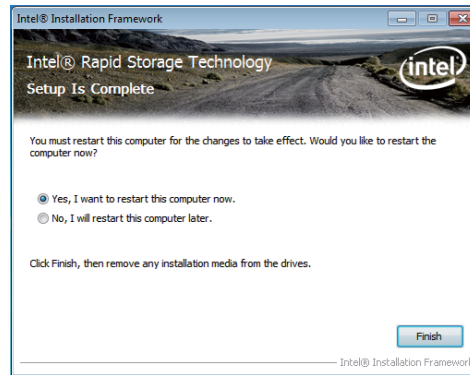 Intel® Installation Framework
Intel® Rapid Storage Technology
Setup Is Complete
intel
You must restart this computer for the changes to take effect. Would you like to restart the
computer now?
Yes, I want to restart this computer now.
No, I will restart this computer later.
Click Finish, then remove any installation media from the drives.
Finish
Intel® Installation Framework